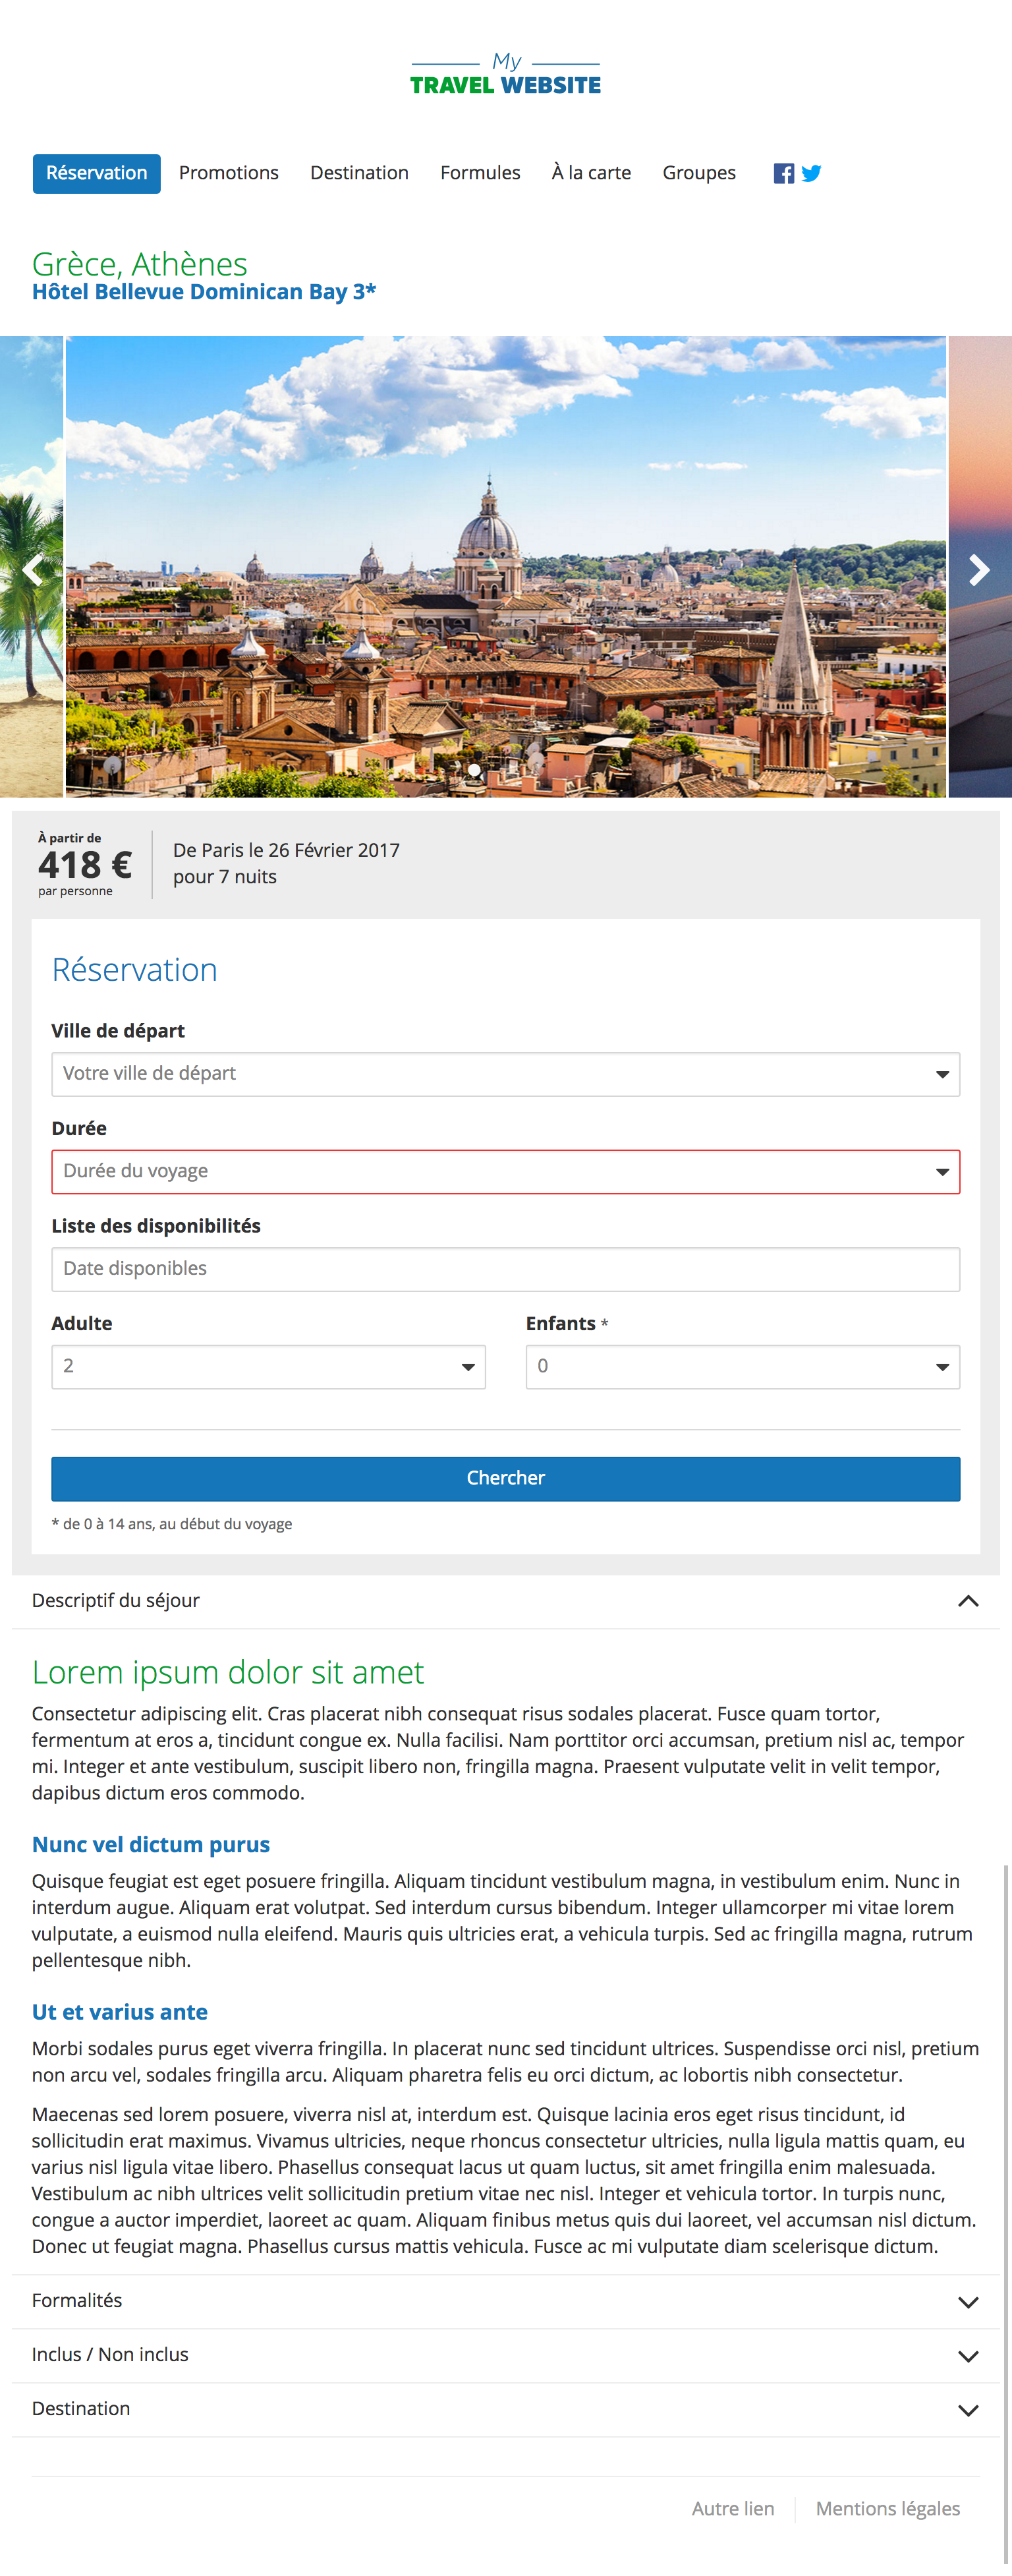 My
TRAVEL WEBSITE
Réservation Promotions Destination Formules À la carte Groupes
Grèce, Athènes
Hôtel Bellevue Dominican Bay 3*
À partir de
418 €
par personne
De Paris le 26 Février 2017
pour 7 nuits
Réservation
Ville de départ
Votre ville de départ
Durée
Durée du voyage
Liste des disponibilités
Date disponibles
Adulte Enfants *
2 0
Chercher
* de 0 à 14 ans, au début du voyage
Descriptif du séjour
Lorem ipsum dolor sit amet
Consectetur adipiscing elit. Cras placerat nibh consequat risus sodales placerat. Fusce quam tortor,
fermentum at eros a, tincidunt congue ex. Nulla facilisi. Nam porttitor orci accumsan, pretium nisl ac, tempor
mi. Integer et ante vestibulum, suscipit libero non, fringilla magna. Praesent vulputate velit in velit tempor,
dapibus dictum eros commodo.
Nunc vel dictum purus
Quisque feugiat est eget posuere fringilla. Aliquam tincidunt vestibulum magna, in vestibulum enim. Nunc in
interdum augue. Aliquam erat volutpat. Sed interdum cursus bibendum. Integer ullamcorper mi vitae lorem
vulputate, a euismod nulla eleifend. Mauris quis ultricies erat, a vehicula turpis. Sed ac fringilla magna, rutrum
pellentesque nibh.
Ut et varius ante
Morbi sodales purus eget viverra fringilla. In placerat nunc sed tincidunt ultrices. Suspendisse orci nisl, pretium
non arcu vel, sodales fringilla arcu. Aliquam pharetra felis eu orci dictum, ac lobortis nibh consectetur.
Maecenas sed lorem posuere, viverra nisl at, interdum est. Quisque lacinia eros eget risus tincidunt, id
sollicitudin erat maximus. Vivamus ultricies, neque rhoncus consectetur ultricies, nulla ligula mattis quam, eu
varius nisl ligula vitae libero. Phasellus consequat lacus ut quam luctus, sit amet fringilla enim malesuada.
Vestibulum ac nibh ultrices velit sollicitudin pretium vitae nec nisl. Integer et vehicula tortor. In turpis nunc,
congue a auctor imperdiet, laoreet ac quam. Aliquam finibus metus quis dui laoreet, vel accumsan nisl dictum.
Donec ut feugiat magna. Phasellus cursus mattis vehicula. Fusce ac mi vulputate diam scelerisque dictum.
Formalités
Inclus / Non inclus
Destination
Autre lien Mentions légales